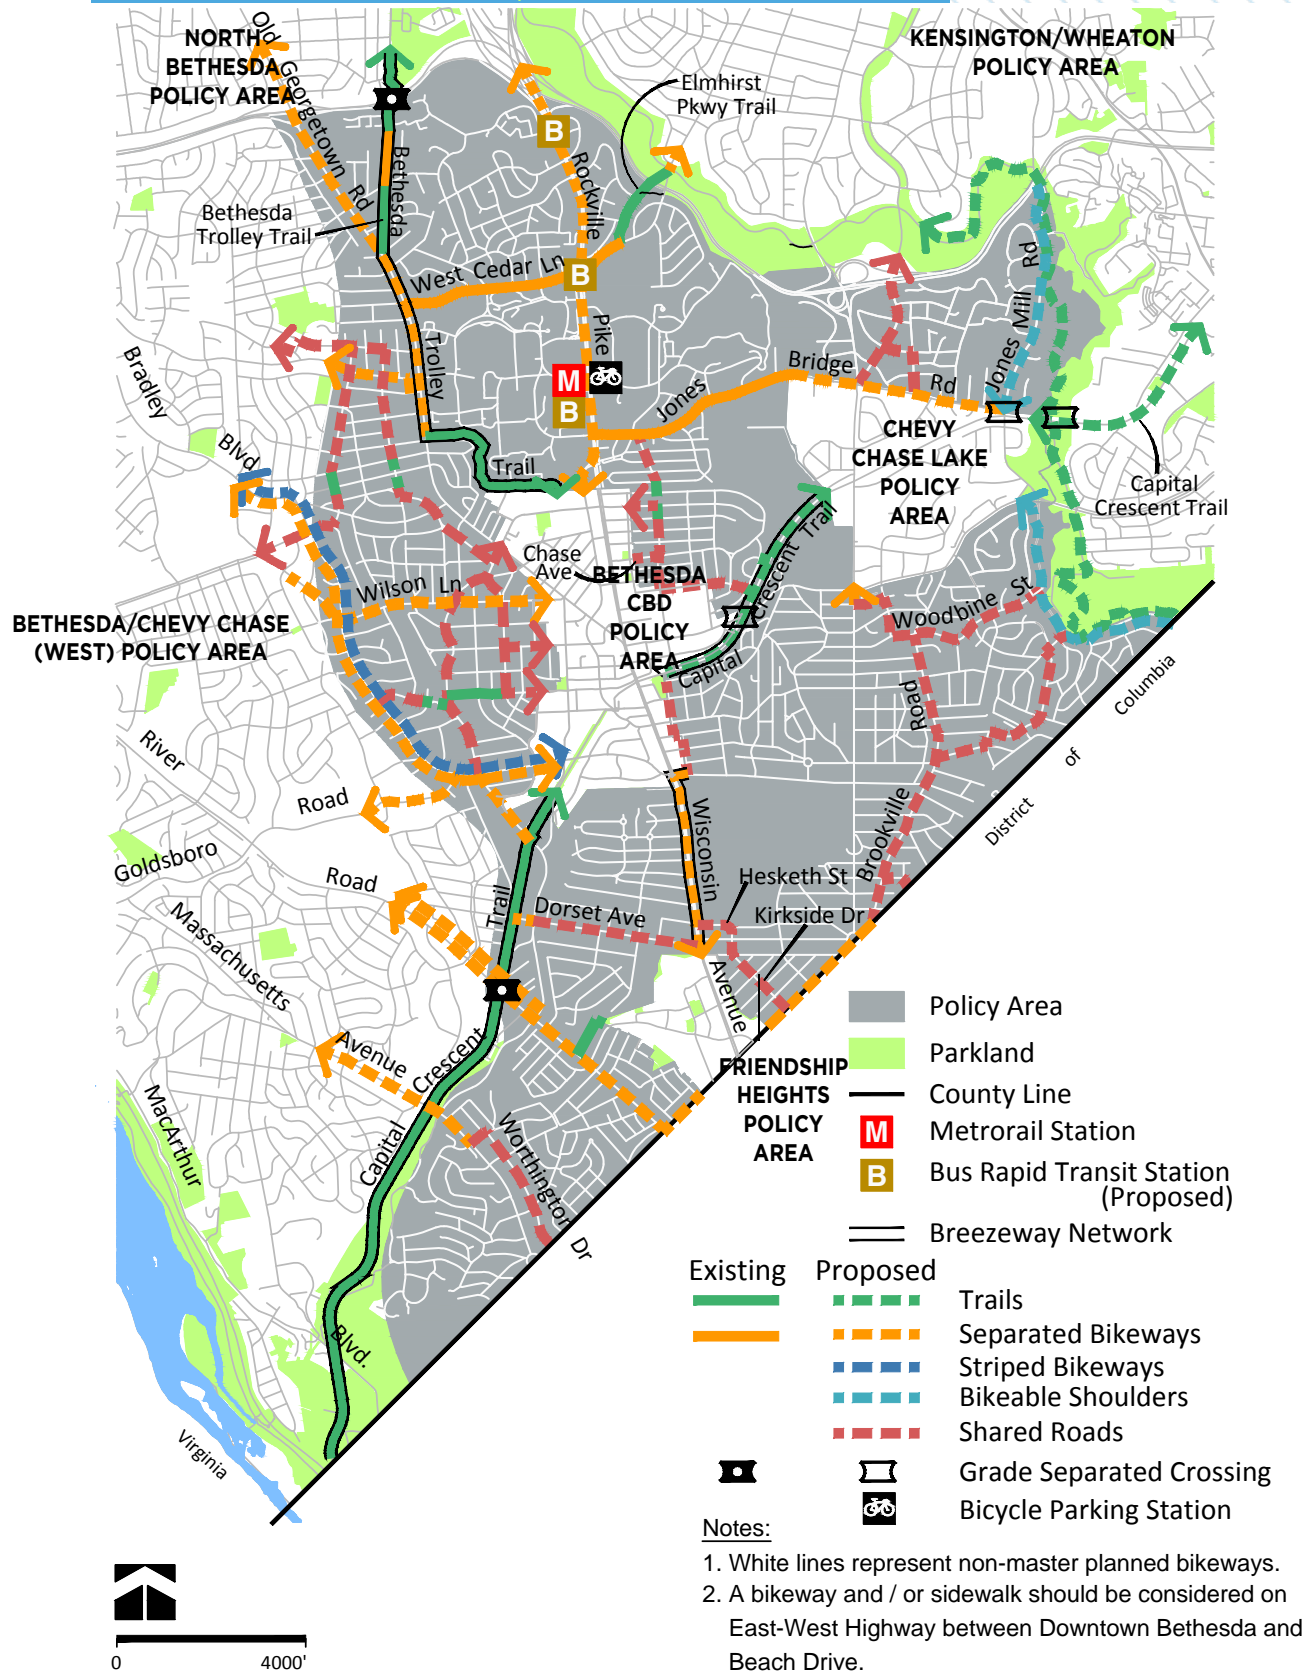 NORTH
BETHESDA
POLICY AREA
KENSINGTON/WHEATON
POLICY AREA
Old
Georgetown
Rd
Elmhirst
Pkwy Trail
Bethesda
Rockville
Bethesda
Trolley Trail
B
West Cedar Ln
B
Rd
Mill
Jones
Pike
Trolley
Bradley
Bridge
Rd
M
B
Jones
CHEVY
CHASE LAKE
POLICY
AREA
Blvd
Trail
Capital
Crescent Trail
Trail
Crescent
Capital
Chase
Ave
BETHESDA
CBD
POLICY
AREA
Wilson Ln
Woodbine St
BETHESDA/CHEVY CHASE
(WEST) POLICY AREA
Road
Brookville
Columbia
of
District
River
Road
Goldsboro
Road
Wisconsin
Avenue
Hesketh St
Kirkside Dr
Trail
Dorset Ave
Massachusetts
Avenue
Crescent
Capital
MacArthur
Blvd.
Worthington
Dr
FRIENDSHIP
HEIGHTS
POLICY
AREA
Virginia
Policy Area
Parkland
County Line
M Metrorail Station
B Bus Rapid Transit Station
(Proposed)
Breezeway Network
Existing Proposed
Trails
Separated Bikeways
Striped Bikeways
Bikeable Shoulders
Shared Roads
Grade Separated Crossing
Bicycle Parking Station
Notes:
1. White lines represent non-master planned bikeways.
2. A bikeway and / or sidewalk should be considered on
East-West Highway between Downtown Bethesda and
Beach Drive.
0 4000'